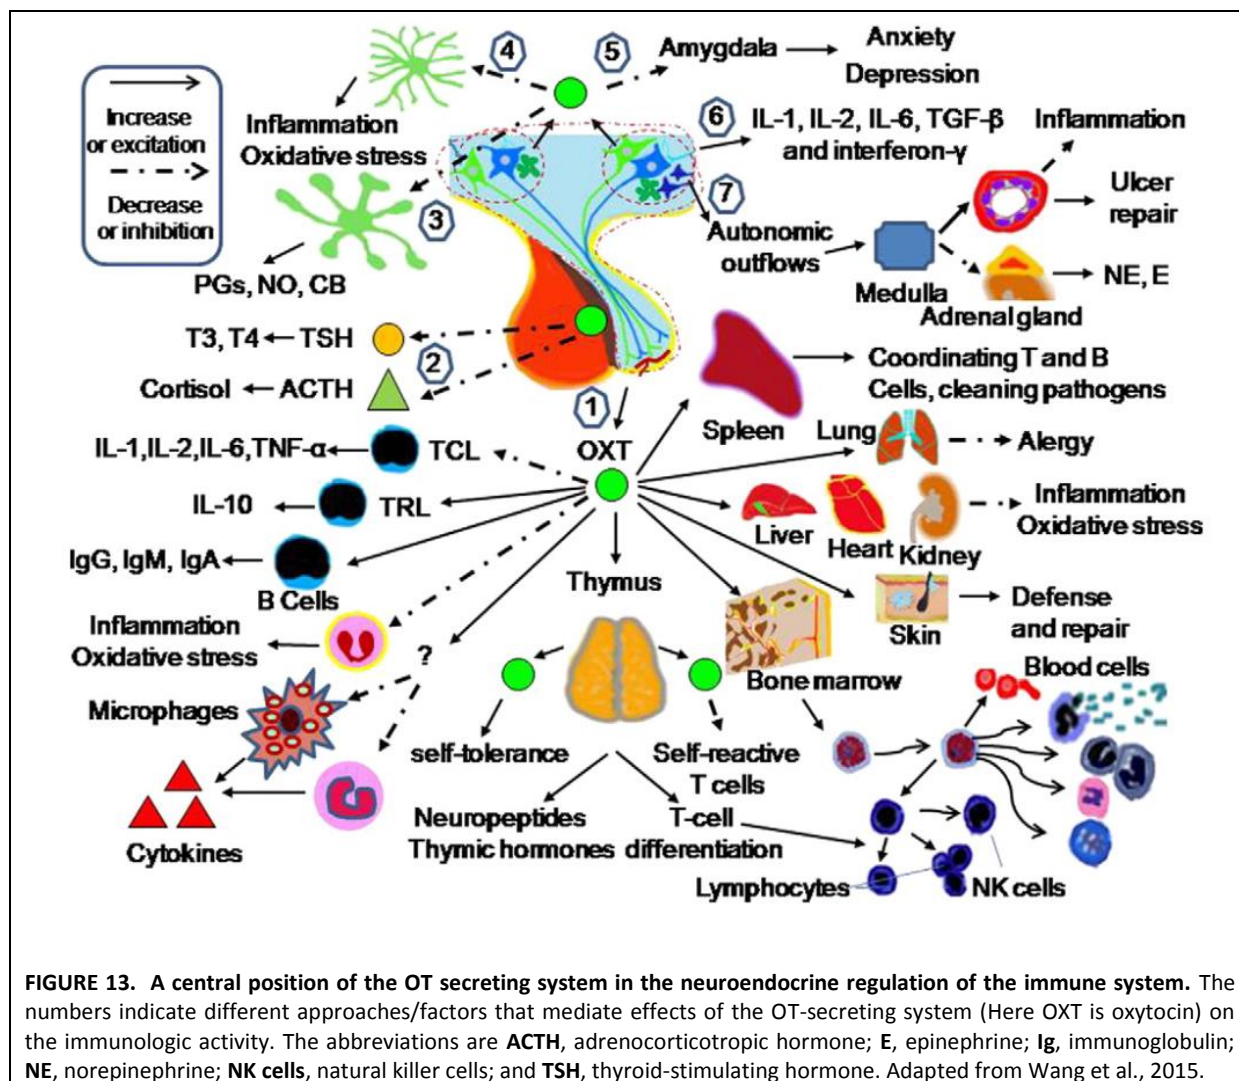 4
5
Amygdala
Anxiety
Depression
Increase
or excitation
Decrease
or inhibition
Inflammation
Oxidative stress
6
IL-1, IL-2, IL-6, TGF-β
and interferon-γ
Inflammation
Ulcer
repair
3
7
Autonomic
outflows
Medulla
NE, E
Adrenal gland
PGs, NO, CB
T3, T4
TSH
2
Cortisol
ACTH
1
OXT
Spleen
Coordinating T and B
Cells, cleaning pathogens
Lung
Alergy
IL-1,IL-2,IL-6,TNF-α
TCL
IL-10
TRL
Liver
Heart
Kidney
Inflammation
Oxidative stress
IgG, IgM, IgA
B Cells
Thymus
Skin
Defense
and repair
Inflammation
Oxidative stress
?
Microphages
Bone marrow
Blood cells
self-tolerance
Self-reactive
T cells
Neuropeptides
Thymic hormones
T-cell
differentiation
Cytokines
Lymphocytes
NK cells
FIGURE 13. A central position of the OT secreting system in the neuroendocrine regulation of the immune system. The
numbers indicate different approaches/factors that mediate effects of the OT-secreting system (Here OXT is oxytocin) on
the immunologic activity. The abbreviations are ACTH, adrenocorticotropic hormone; E, epinephrine; Ig, immunoglobulin;
NE, norepinephrine; NK cells, natural killer cells; and TSH, thyroid-stimulating hormone. Adapted from Wang et al., 2015.